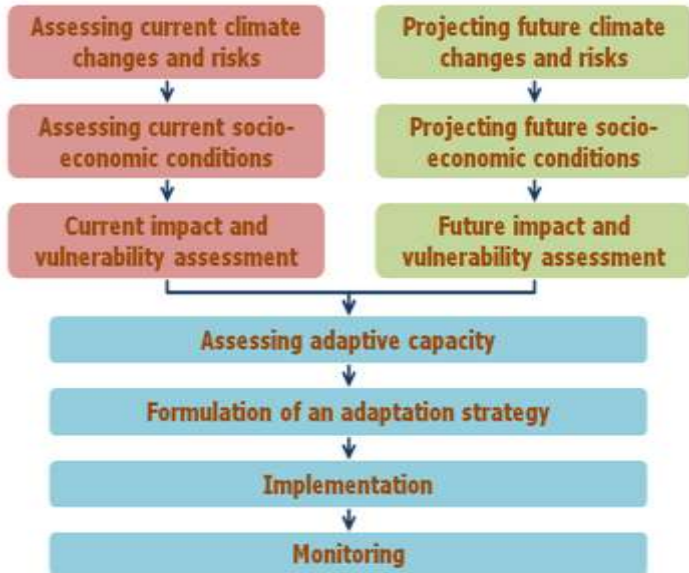 Assessing current climate
changes and risks
Projecting future climate
changes and risks
Assessing current socio-
economic conditions
Projecting future socio-
economic conditions
Current impact and
vulnerability assessment
Future impact and
vulnerability assessment
Assessing adaptive capacity
Formulation of an adaptation strategy
Implementation
Monitoring